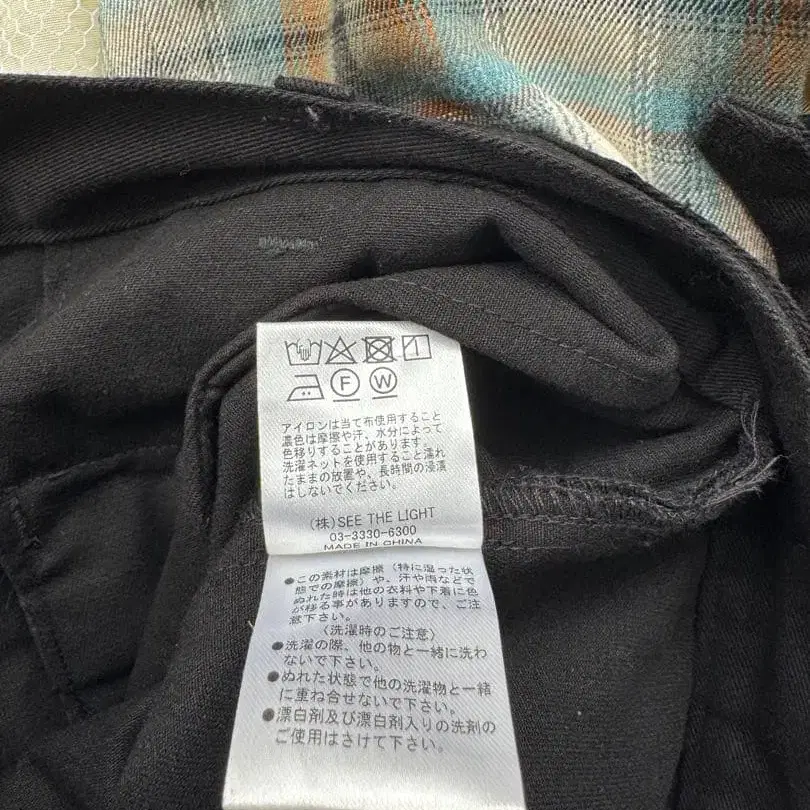 F W
アイロンは当て布使用すること
濃色は摩擦や汗、水分によって
色移りすることがあります。
洗濯ネットを使用すること濡れ
たままの放置や、長時間の浸漬
はしないでください。
(株)SEE THE LIGHT
03-3330-6300
MADE IN CHINA
●この素材は摩擦(特に湿った状
態での摩擦)や、汗や雨などで
ぬれた時は他の衣料や下着に色
が移る事がありますので、ご注
意下さい。
〈洗濯時のご注意〉
●洗濯の際、他の物と一緒に洗わ
ないで下さい。
●ぬれた状態で他の洗濯物と一緒
に重ね合せないで下さい。
●漂白剤及び漂白剤入りの洗剤の
ご使用はさけて下さい。